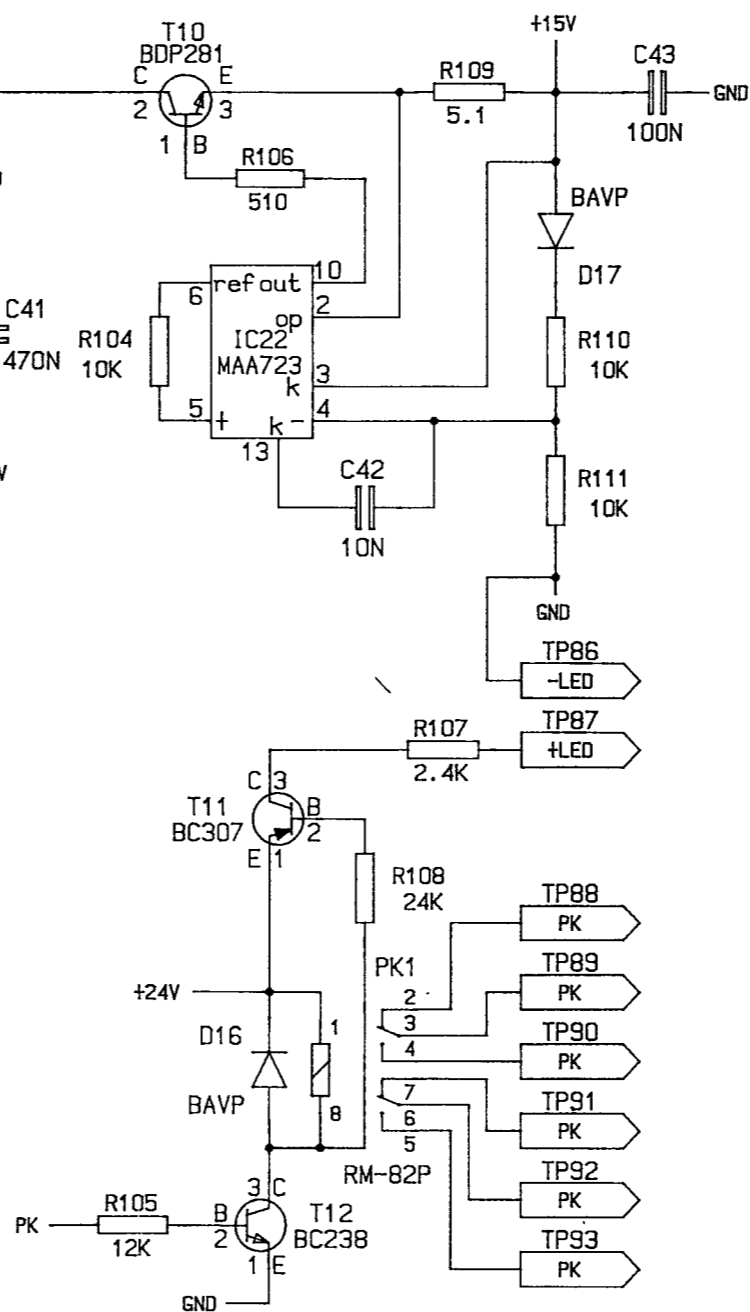 T10
BDP281
C E
2 3
1 B
R106
510
R109
5.1
+15V
C43
100N
GND
BAVP
D17
C41
470N
R104
10K
6 ref out 10
op 2
IC22
MAA723
k 3
5 + k - 4
13
C42
10N
R110
10K
R111
10K
GND
TP86
-LED
TP87
+LED
R107
2.4K
C 3
T11
BC307
B
2
E 1
R108
24K
+24V
D16
BAVP
1
8
PK1
2
3
4
7
6
5
RM-82P
TP88
PK
TP89
PK
TP90
PK
TP91
PK
TP92
PK
TP93
PK
PK
R105
12K
3 C
B
2
1 E
T12
BC238
GND